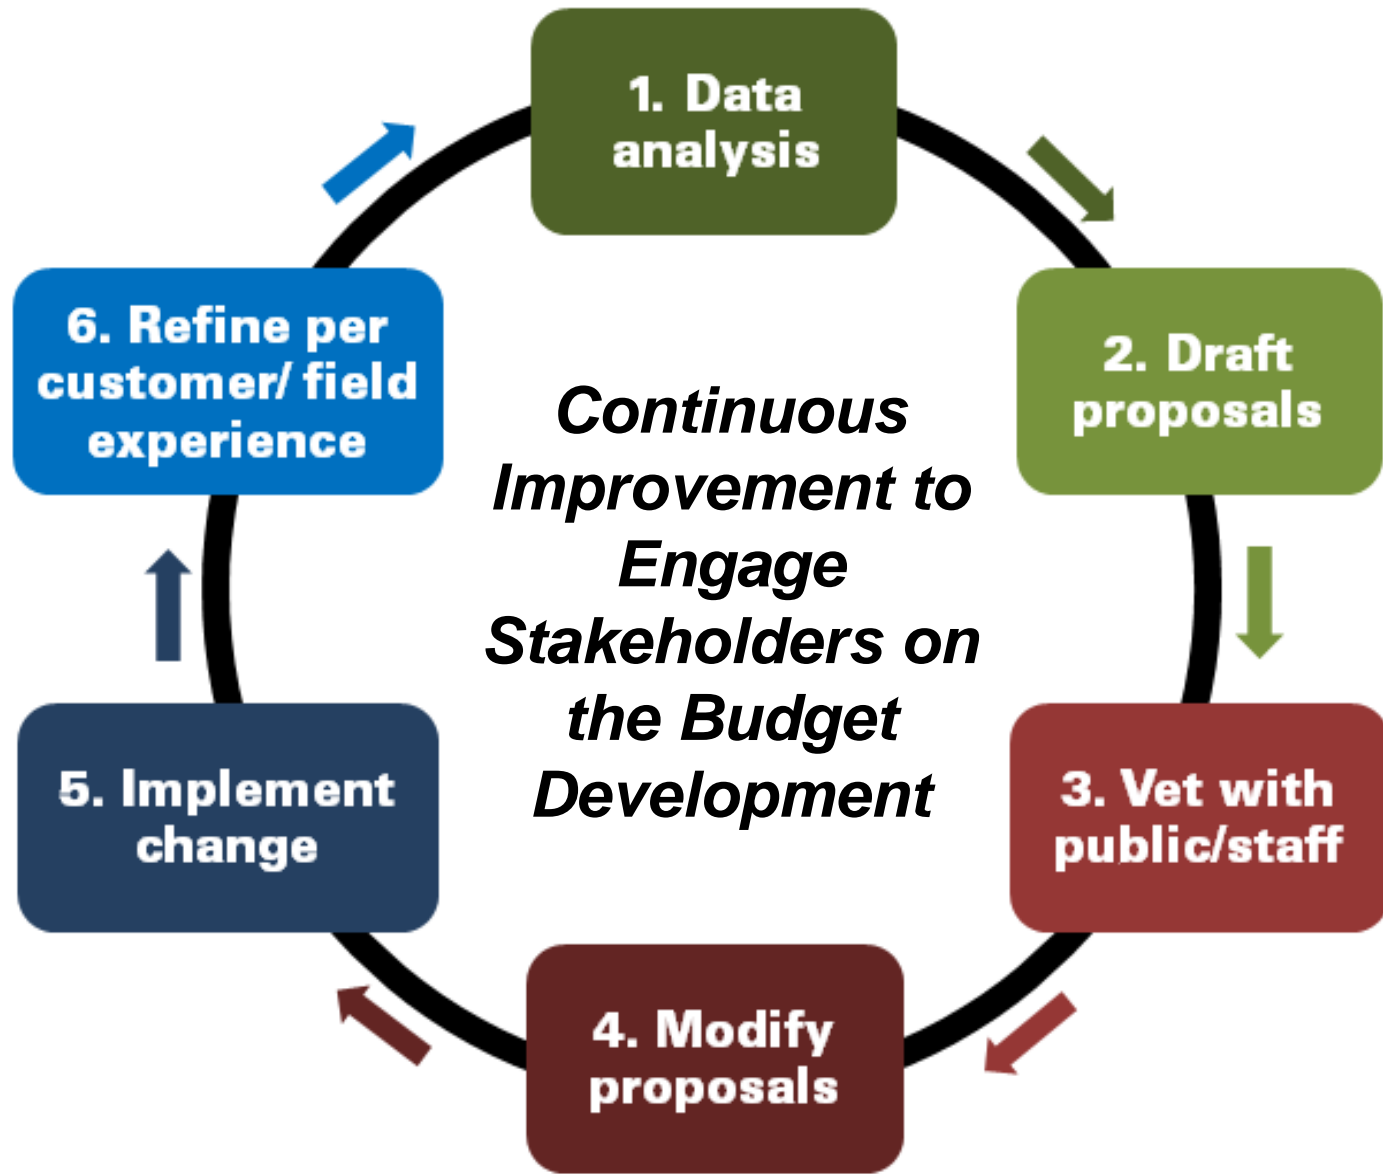 1. Data
analysis
2. Draft
proposals
3. Vet with
public/staff
4. Modify
proposals
5. Implement
change
6. Refine per
customer/ field
experience
Continuous
Improvement to
Engage
Stakeholders on
the Budget
Development